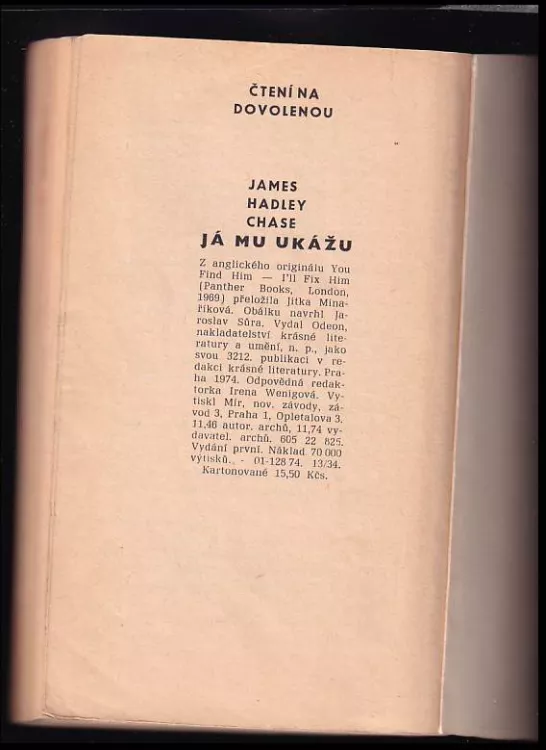 ČTENÍ NA
DOVOLENOU
JAMES
HADLEY
CHASE
JÁ MU UKÁŽU
Z anglického originálu You
Find Him — I'll Fix Him
(Panther Books, London,
1969) přeložila Jitka Mina-
říková. Obálku navrhl Ja-
roslav Sůra. Vydal Odeon,
nakladatelství krásné lite-
ratury a umění, n. p., jako
svou 3212. publikaci v re-
dakci krásné literatury. Pra-
ha 1974. Odpovědná redak-
torka Irena Wenigová. Vy-
tiskl Mír, nov. závody, zá-
vod 3, Praha 1, Opletalova 3.
11,46 autor. archů, 11,74 vy-
davatel. archů. 605 22 825.
Vydání první. Náklad 70 000
výtisků. - 01-128 74. 13/34.
Kartonované 15,50 Kčs.